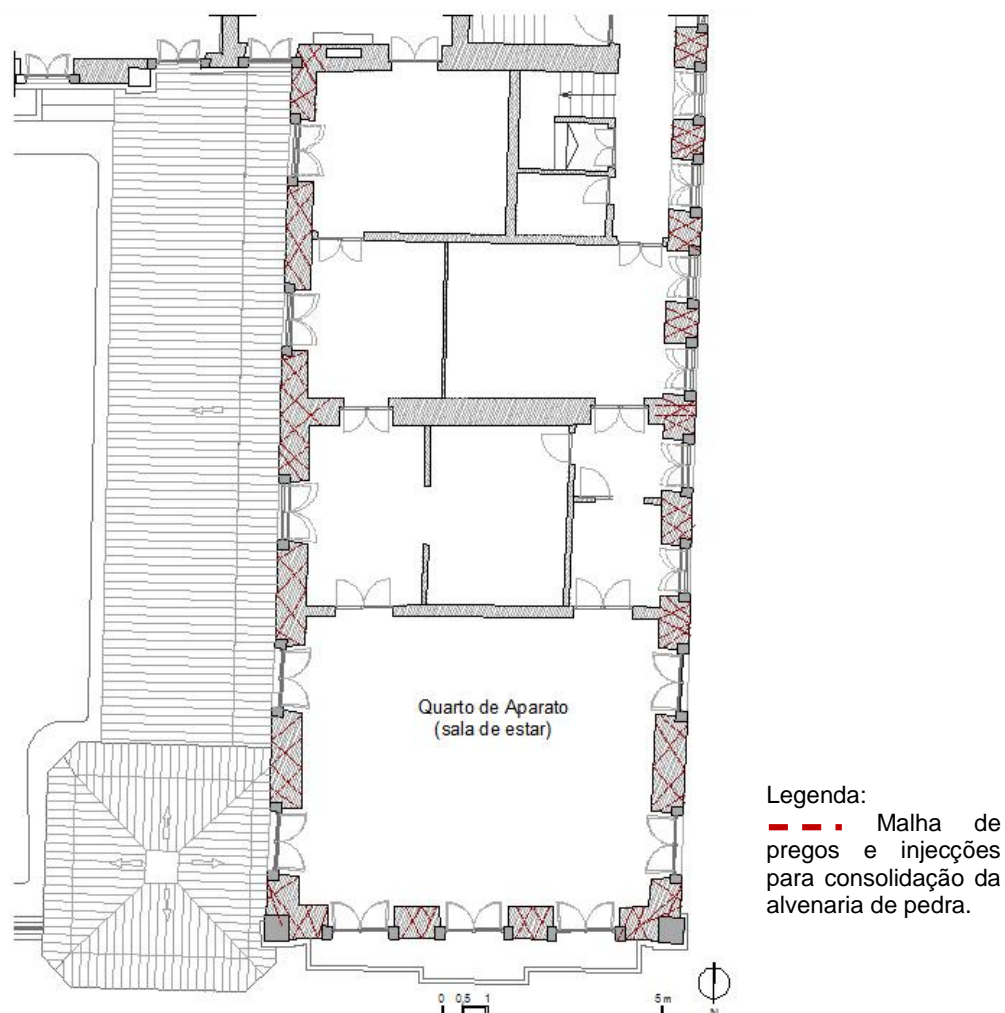 Quarto de Aparato
(sala de estar)
Legenda:
Malha de
pregos e injecções
para consolidação da
alvenaria de pedra.
0 0,5 1 5 m
N